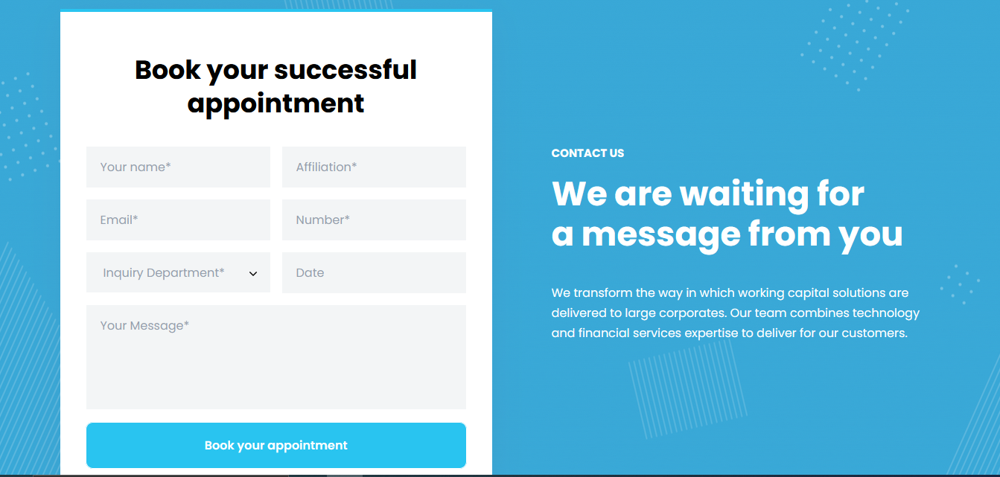 Book your successful
appointment
Your name*
Affiliation*
Email*
Number*
Inquiry Department*
Date
Your Message*
Book your appointment
CONTACT US
We are waiting for
a message from you
We transform the way in which working capital solutions are
delivered to large corporates. Our team combines technology
and financial services expertise to deliver for our customers.